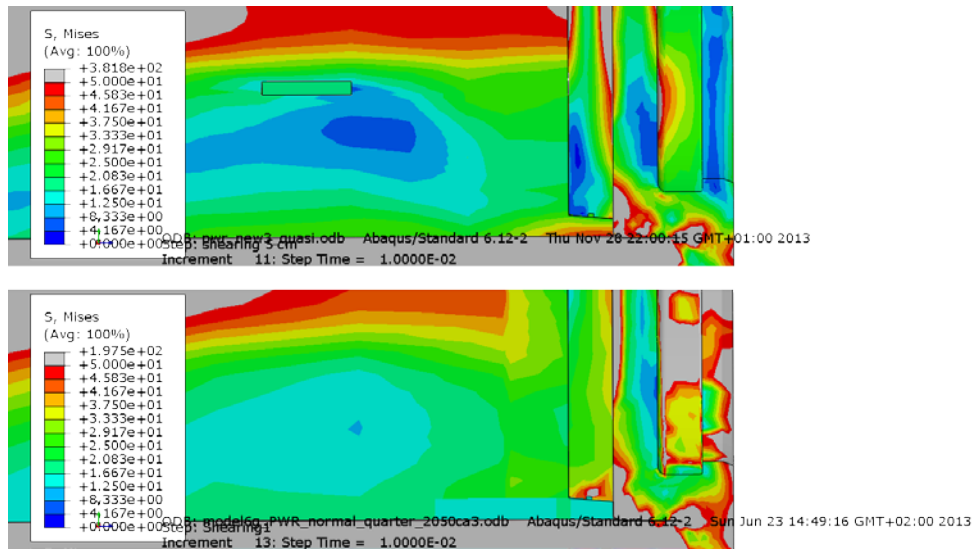 S, Mises
(Avg: 100%)
+3.818e+02
+5.000e+01
+4.583e+01
+4.167e+01
+3.750e+01
+3.333e+01
+2.917e+01
+2.500e+01
+2.083e+01
+1.667e+01
+1.250e+01
+8.333e+00
+4.167e+00
+0.000e+00
ODB: pwr_new3_quasi.odb Abaqus/Standard 6.12-2 Thu Nov 28 22:00:15 GMT+01:00 2013
Step: Shearing 5 cm
Increment 11: Step Time = 1.0000E-02
S, Mises
(Avg: 100%)
+1.975e+02
+5.000e+01
+4.583e+01
+4.167e+01
+3.750e+01
+3.333e+01
+2.917e+01
+2.500e+01
+2.083e+01
+1.667e+01
+1.250e+01
+8.333e+00
+4.167e+00
+0.000e+00
ODB: model6g_PWR_normal_quarter_2050ca3.odb Abaqus/Standard 6.12-2 Sun Jun 23 14:49:16 GMT+02:00 2013
Step: Shearing1
Increment 13: Step Time = 1.0000E-02